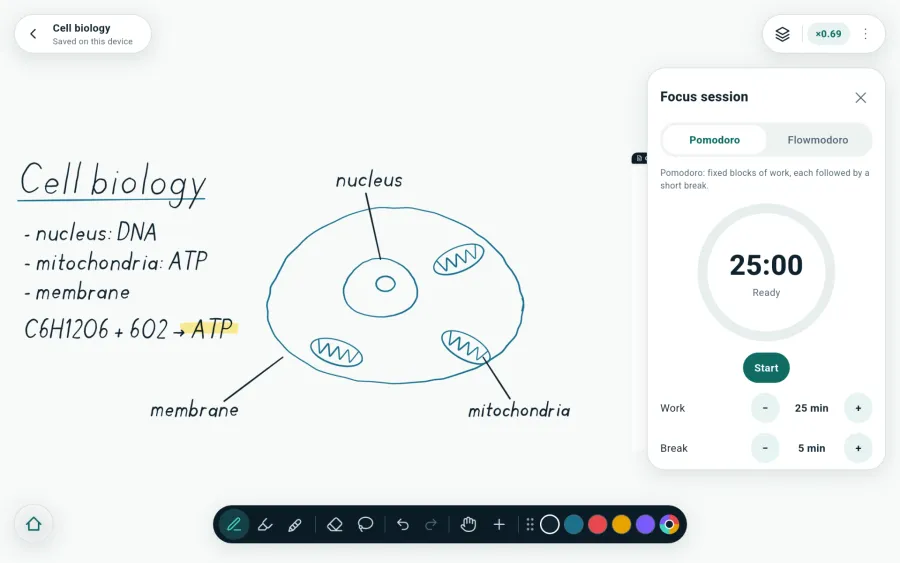 Cell biology
Saved on this device
×0.69
Focus session
Pomodoro
Flowmodoro
Pomodoro: fixed blocks of work, each followed by a
short break.
25:00
Ready
Start
Work
−
25 min
+
Break
−
5 min
+
Cell biology
- nucleus: DNA
- mitochondria: ATP
- membrane
C6H12O6 + 6O2 → ATP
nucleus
membrane
mitochondria